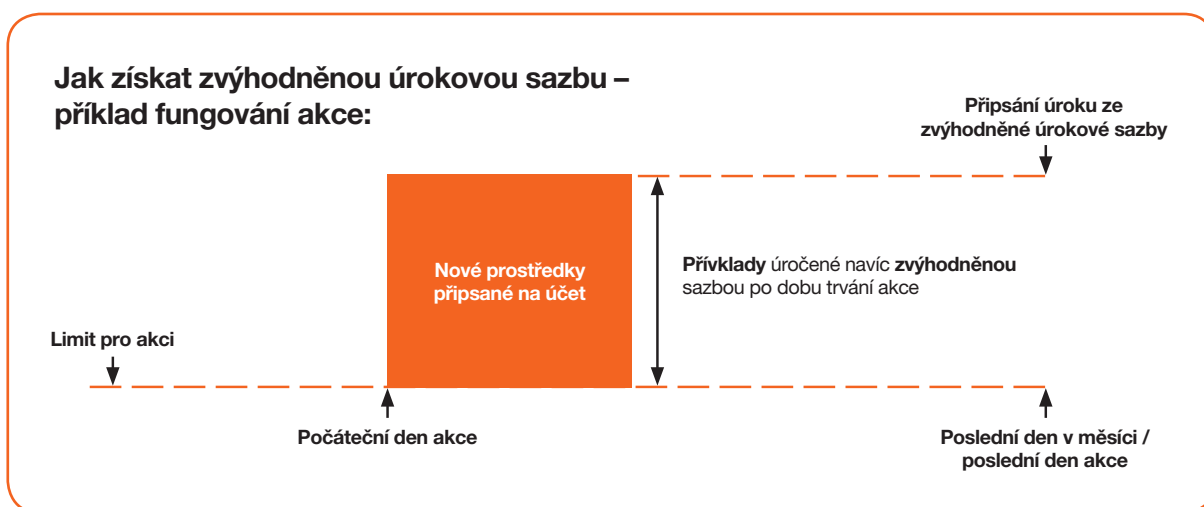 Jak získat zvýhodněnou úrokovou sazbu –
příklad fungování akce:
Připsání úroku ze
zvýhodněné úrokové sazby
Nové prostředky
připsané na účet
Přívklady úročené navíc zvýhodněnou
sazbou po dobu trvání akce
Limit pro akci
Počáteční den akce
Poslední den v měsíci /
poslední den akce